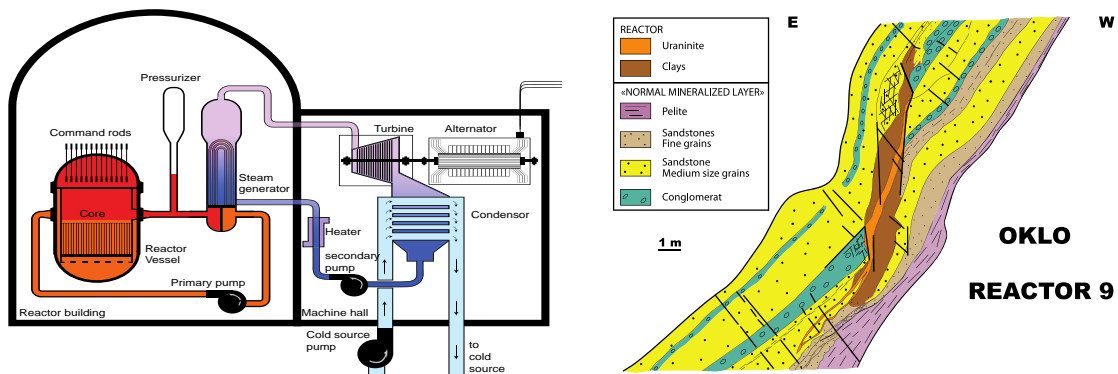 Pressurizer
Command rods
Turbine
Alternator
Steam
generator
Core
Condensor
Heater
Reactor
Vessel
secondary
pump
Primary pump
Reactor building
Machine hall
Cold source
pump
to
cold
source
REACTOR
Uraninite
Clays
«NORMAL MINERALIZED LAYER»
Pelite
Sandstones
Fine grains
Sandstone
Medium size grains
Conglomerat
E
W
1 m
OKLO
REACTOR 9